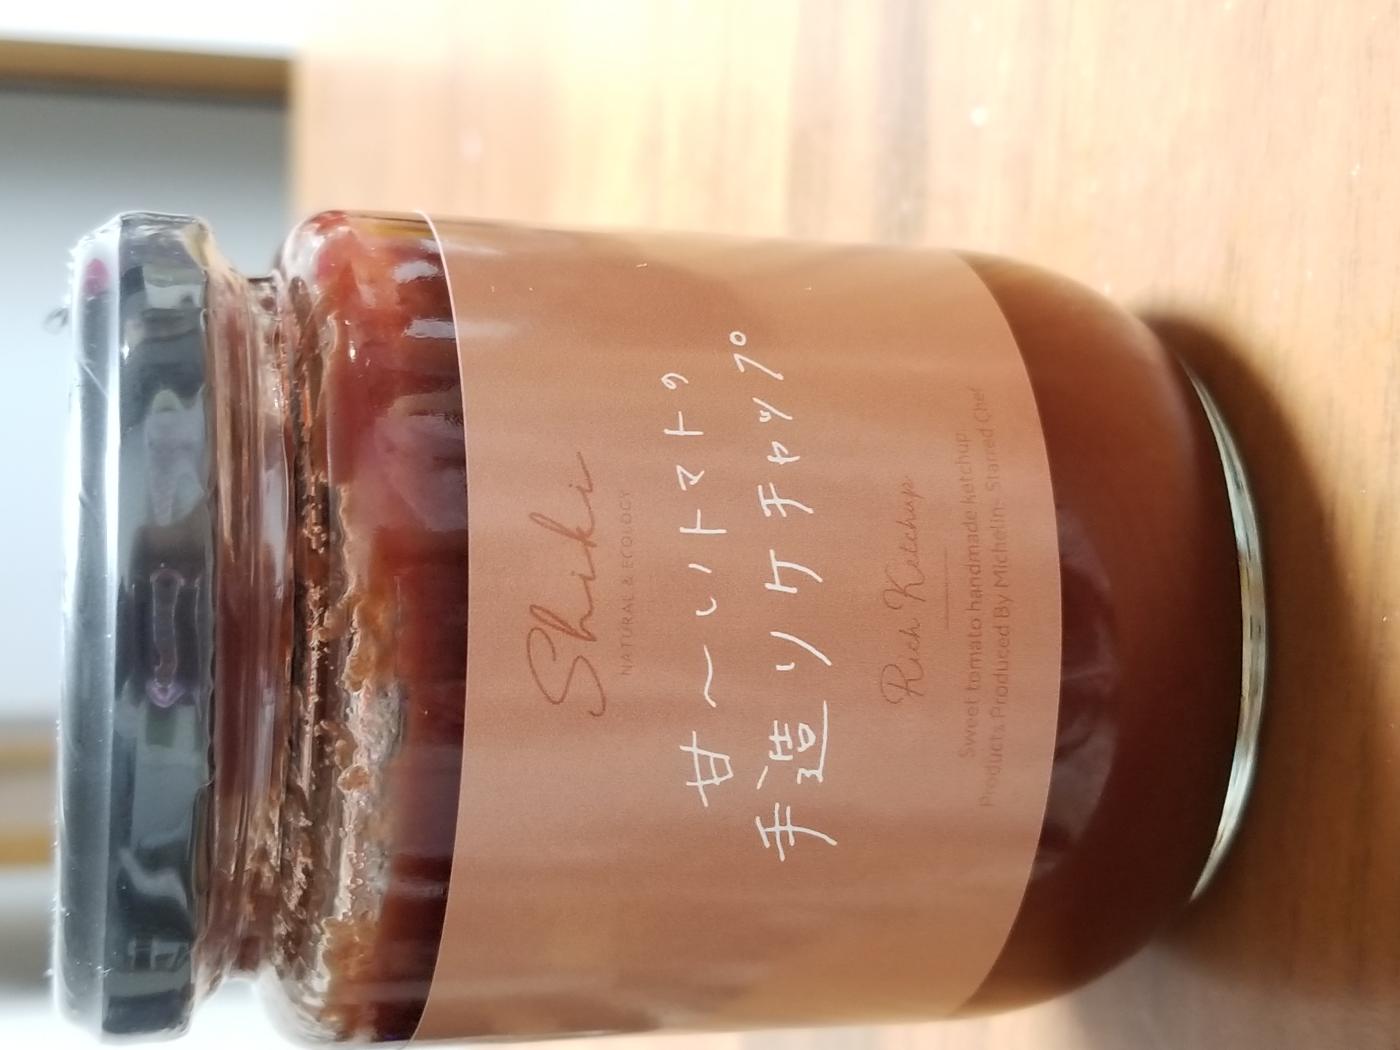 Shiki
NATURAL & ECOLOGY
甘〜いトマトの
手造りケチャップ
Rich Ketchup
Sweet tomato handmade ketchup
Products Produced By Michelin- Starred Chef